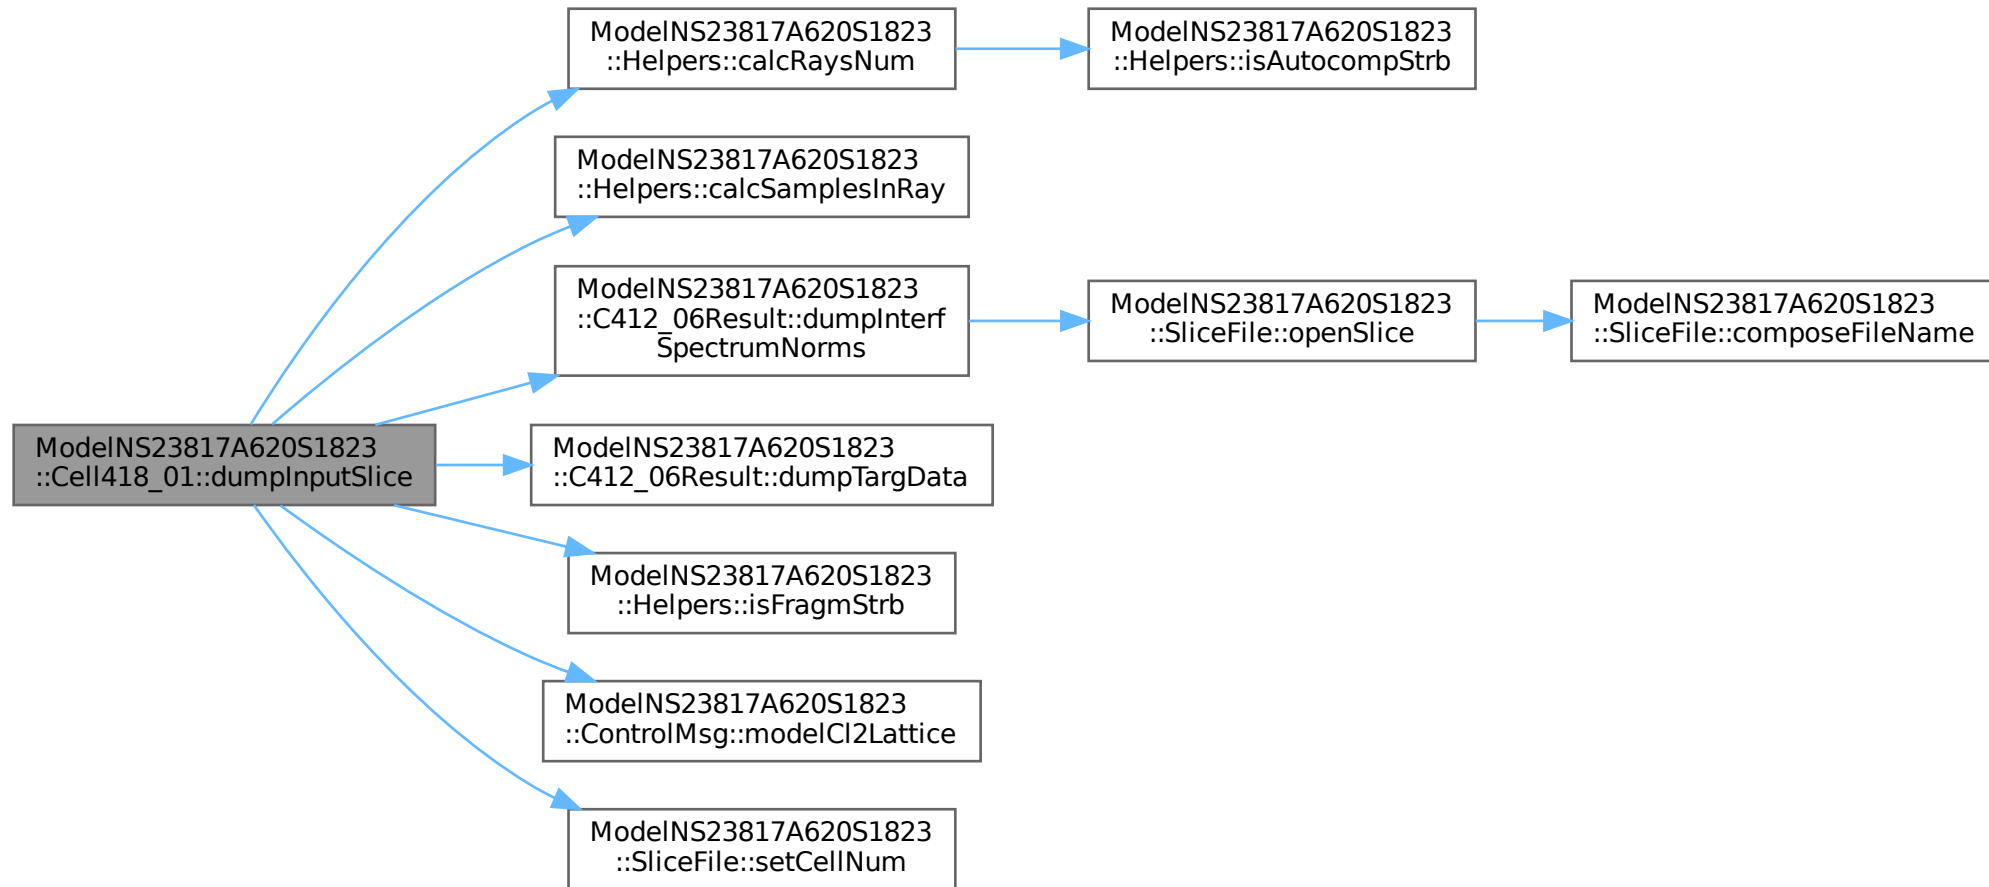 ModelNS23817A620S1823
::Helpers::calcRaysNum
ModelNS23817A620S1823
::Helpers::isAutocompStrb
ModelNS23817A620S1823
::Helpers::calcSamplesInRay
ModelNS23817A620S1823
::C412_06Result::dumpInterf
SpectrumNorms
ModelNS23817A620S1823
::SliceFile::openSlice
ModelNS23817A620S1823
::SliceFile::composeFileName
ModelNS23817A620S1823
::Cell418_01::dumpInputSlice
ModelNS23817A620S1823
::C412_06Result::dumpTargData
ModelNS23817A620S1823
::Helpers::isFragmStrb
ModelNS23817A620S1823
::ControlMsg::modelCl2Lattice
ModelNS23817A620S1823
::SliceFile::setCellNum